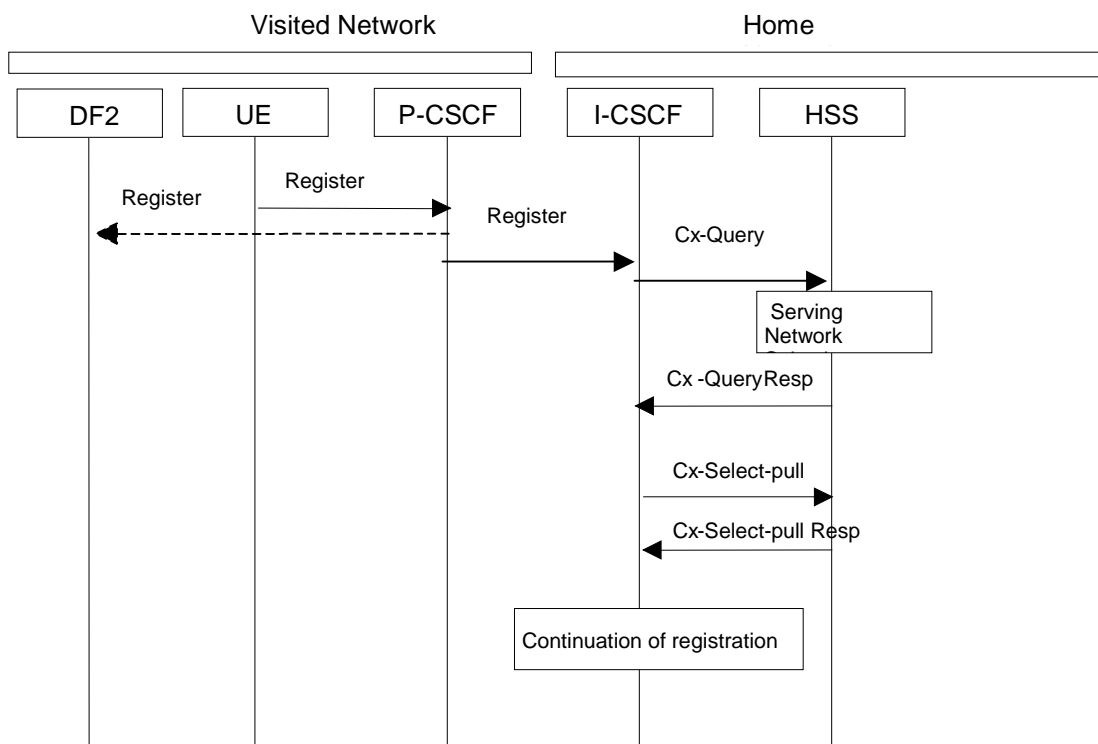 Visited Network
Home
DF2
UE
P-CSCF
I-CSCF
HSS
Register
Register
Register
Cx-Query
Serving
Network
Cx -QueryResp
Cx-Select-pull
Cx-Select-pull Resp
Continuation of registration